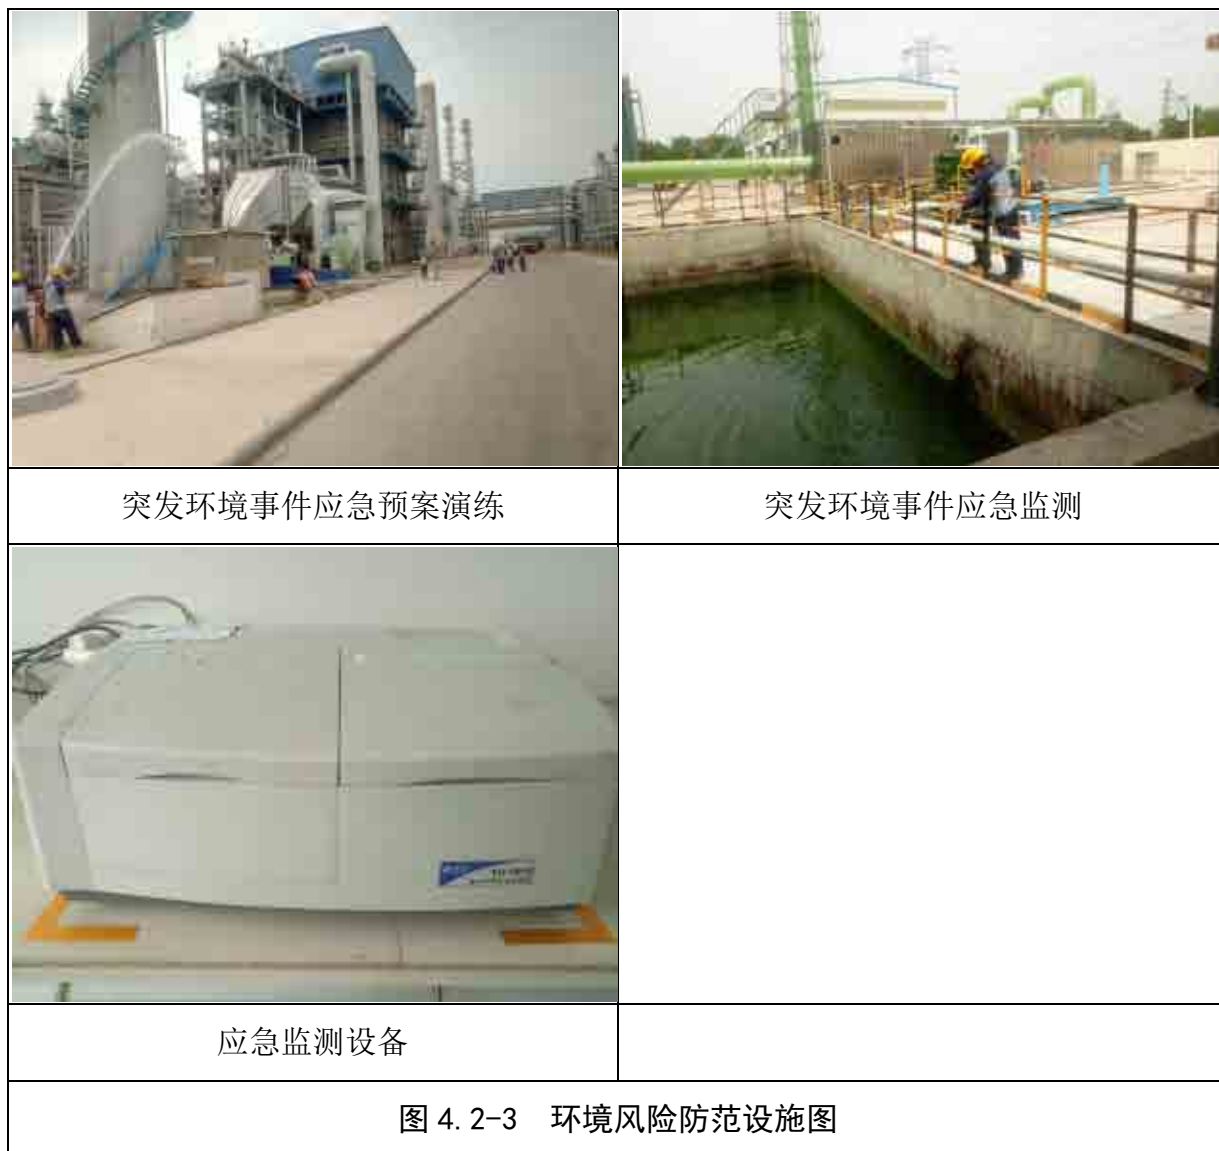 突发环境事件应急预案演练
突发环境事件应急监测
应急监测设备
图 4.2-3 环境风险防范设施图